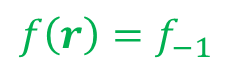 f(r) = f₋₁